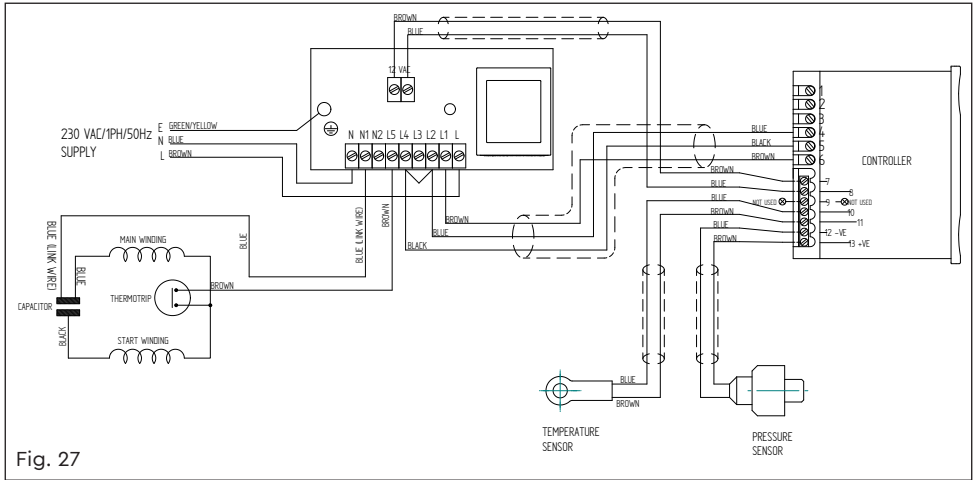 BROWN
BLUE
12 VAC
230 VAC/1PH/50Hz
SUPPLY
E GREEN/YELLOW
N BLUE
L BROWN
N N1 N2 L5 L4 L3 L2 L1 L
BLUE
BLACK
BROWN
1
2
3
4
5
6
CONTROLLER
BROWN
BLUE
BLUE
BROWN
BLUE
BROWN
NOT USED
7
8
9
NOT USED
10
11
12 -VE
13 +VE
BROWN
BLUE
BLACK
BLUE (LINK WIRE)
BROWN
BLUE
BLUE (LINK WIRE)
BLUE
MAIN WINDING
THERMOTRIP
BROWN
CAPACITOR
BLACK
START WINDING
BLUE
BROWN
TEMPERATURE
SENSOR
PRESSURE
SENSOR
Fig. 27